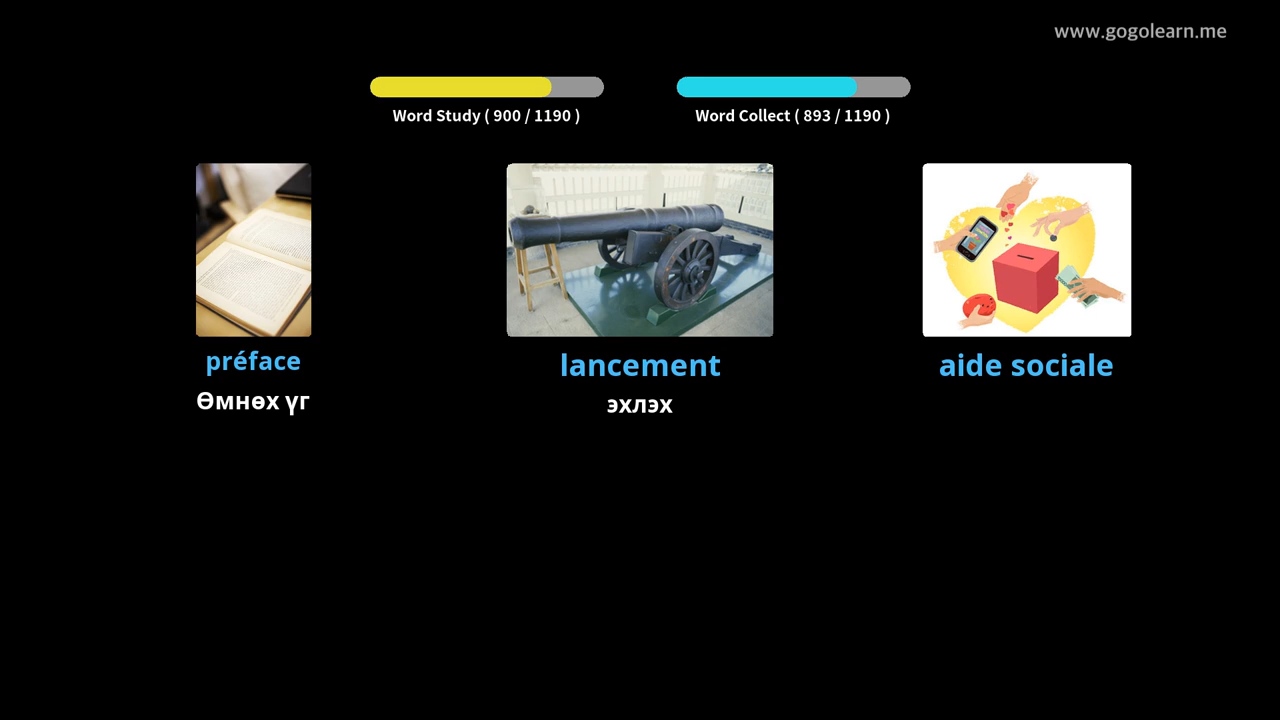 www.gogolearn.me
Word Study ( 900 / 1190 )
Word Collect ( 893 / 1190 )
préface
Өмнөх үг
lancement
эхлэх
aide sociale